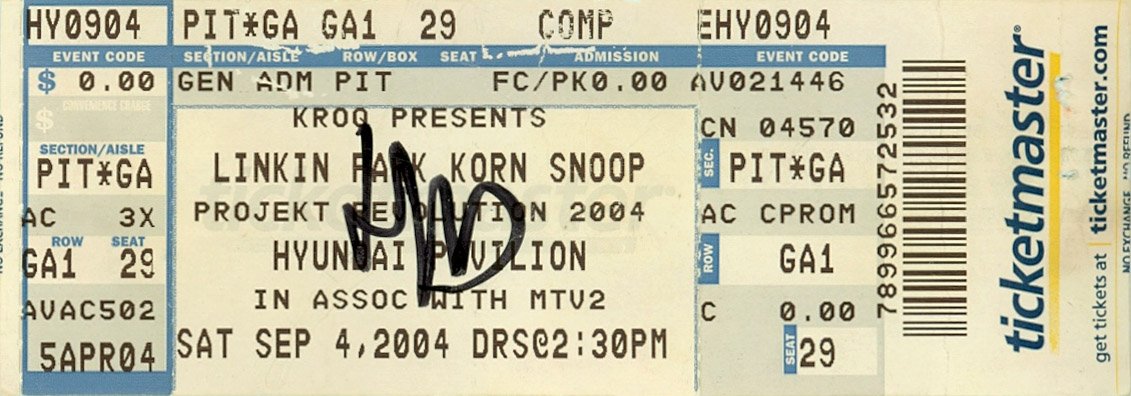 HY0904 PIT*GA GA1 29 COMP EHY0904
EVENT CODE SECTION/AISLE ROW/BOX SEAT ADMISSION EVENT CODE
$ 0.00 GEN ADM PIT FC/PK0.00 AV021446
CONVENIENCE CHARGE
$
KROQ PRESENTS
CN 04570
SECTION/AISLE
PIT*GA
LINKIN PARK KORN SNOOP
SEC. PIT*GA
AC 3X
PROJEKT REVOLUTION 2004
AC CPROM
ROW SEAT
GA1 29
HYUNDAI PAVILION
ROW GA1
AVAC502
IN ASSOC WITH MTV2
C 0.00
5APR04
SAT SEP 4,2004 DRS@2:30PM
SEAT 29
789966572532
ticketmaster®
get tickets at | ticketmaster.com
NO EXCHANGE NO REFUND